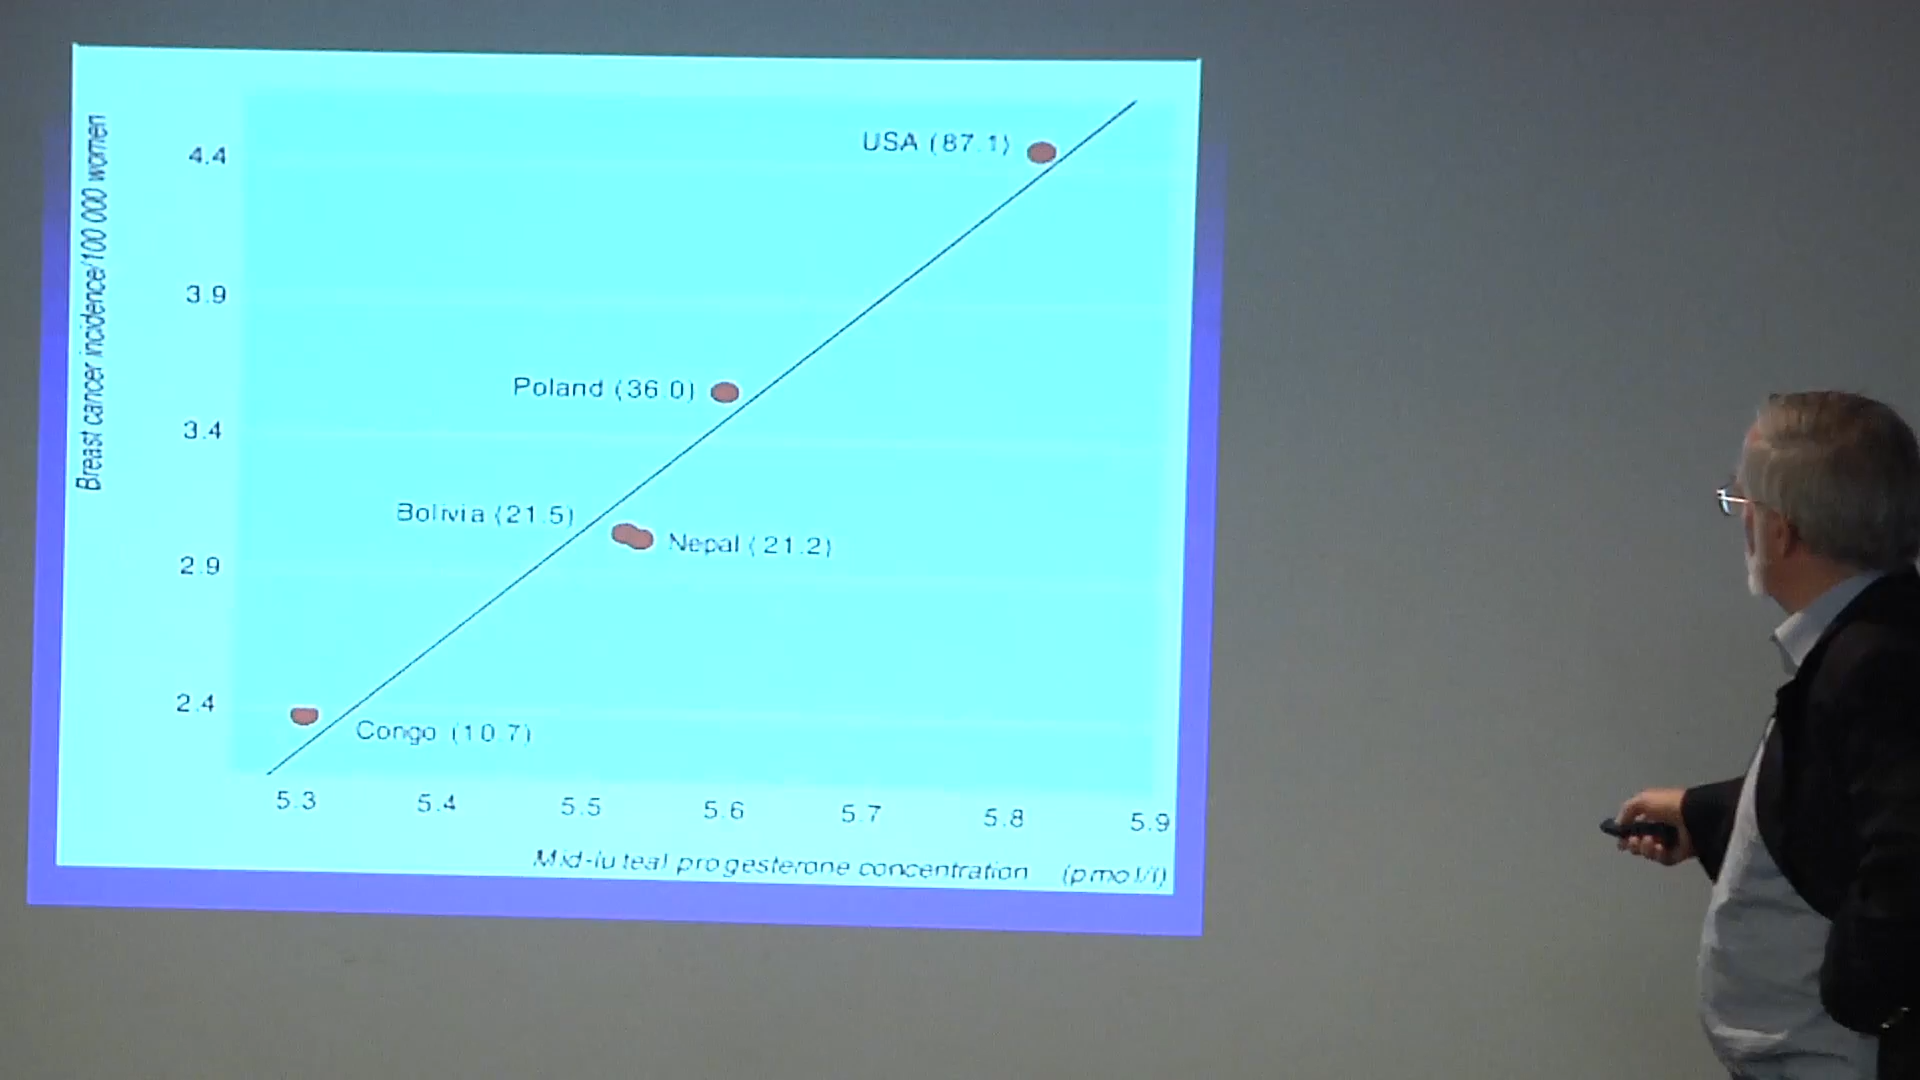 Breast cancer incidence/100 000 women
4.4
3.9
3.4
2.9
2.4
USA (87.1)
Poland (36.0)
Bolivia (21.5)
Nepal (21.2)
Congo (10.7)
5.3 5.4 5.5 5.6 5.7 5.8 5.9
Mid-luteal progesterone concentration (pmol/l)